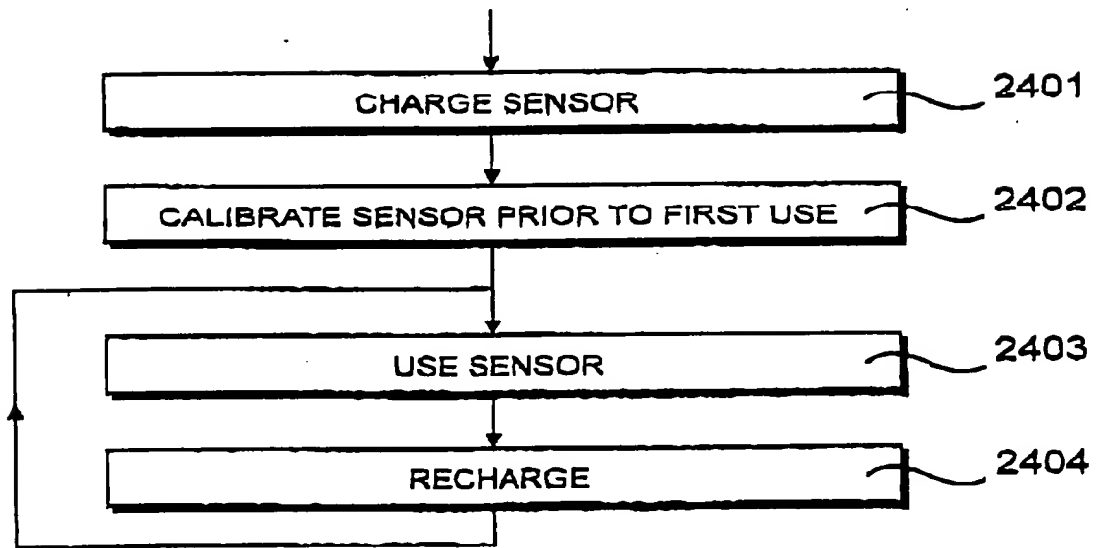 CHARGE SENSOR 2401
CALIBRATE SENSOR PRIOR TO FIRST USE 2402
USE SENSOR 2403
RECHARGE 2404